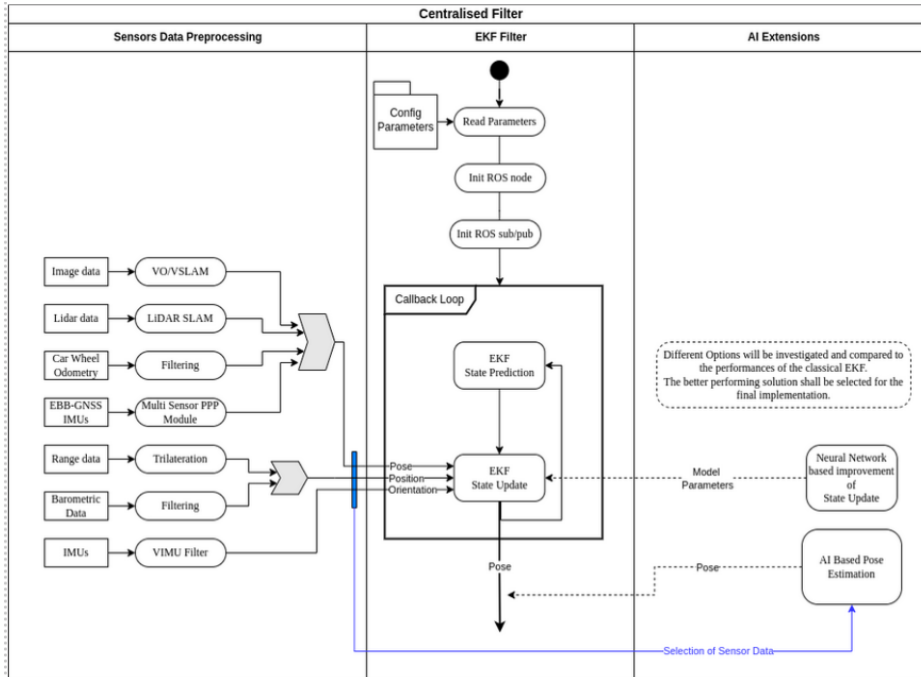 Centralised Filter
Sensors Data Preprocessing
EKF Filter
AI Extensions
Config
Parameters
Read Parameters
Init ROS node
Init ROS sub/pub
Image data
VO/VSLAM
Lidar data
LiDAR SLAM
Car Wheel
Odometry
Filtering
EBB-GNSS
IMUs
Multi Sensor PPP
Module
Range data
Trilateration
Barometric
Data
Filtering
IMUs
VIMU Filter
Callback Loop
EKF
State Prediction
Pose
Position
Orientation
EKF
State Update
Pose
Different Options will be investigated and compared to
the performances of the classical EKF.
The better performing solution shall be selected for the
final implementation.
Model
Parameters
Neural Network
based improvement
of
State Update
Pose
AI Based Pose
Estimation
Selection of Sensor Data